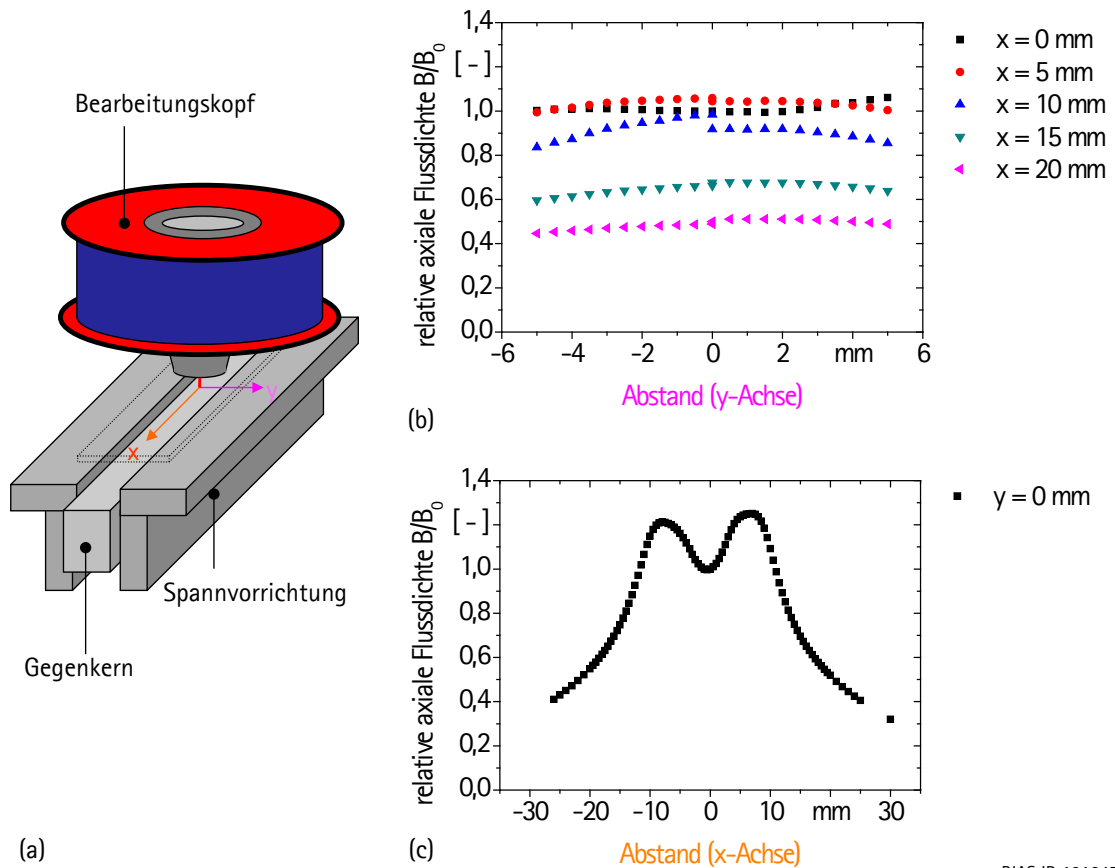 Bearbeitungskopf
y
x
Spannvorrichtung
Gegenkern
(a)
relative axiale Flussdichte B/B0
1,4
[-]
1,0
0,8
0,6
0,4
0,2
0,0
-6
-4
-2
0
2
mm
6
Abstand (y-Achse)
x = 0 mm
x = 5 mm
x = 10 mm
x = 15 mm
x = 20 mm
(b)
relative axiale Flussdichte B/B0
1,4
[-]
1,0
0,8
0,6
0,4
0,2
0,0
-30
-20
-10
0
10
mm
30
Abstand (x-Achse)
y = 0 mm
(c)